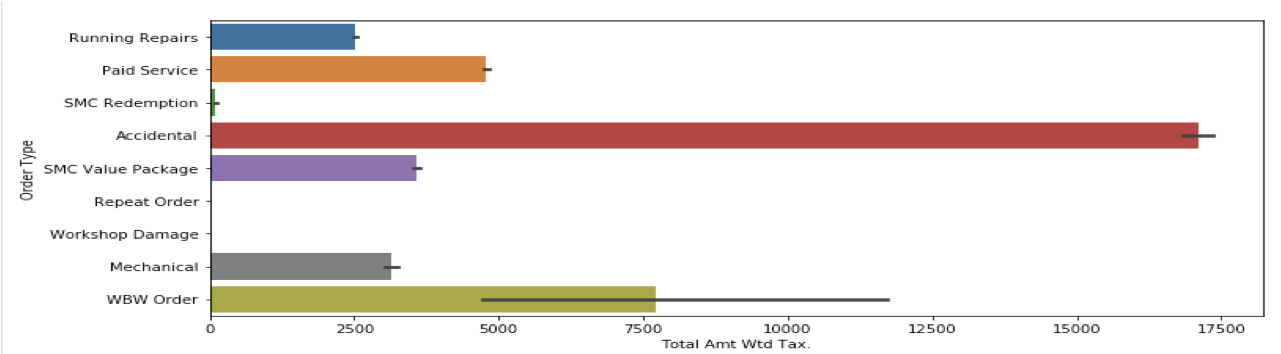 Order Type
Running Repairs
Paid Service
SMC Redemption
Accidental
SMC Value Package
Repeat Order
Workshop Damage
Mechanical
WBW Order
0 2500 5000 7500 10000 12500 15000 17500
Total Amt Wtd Tax.